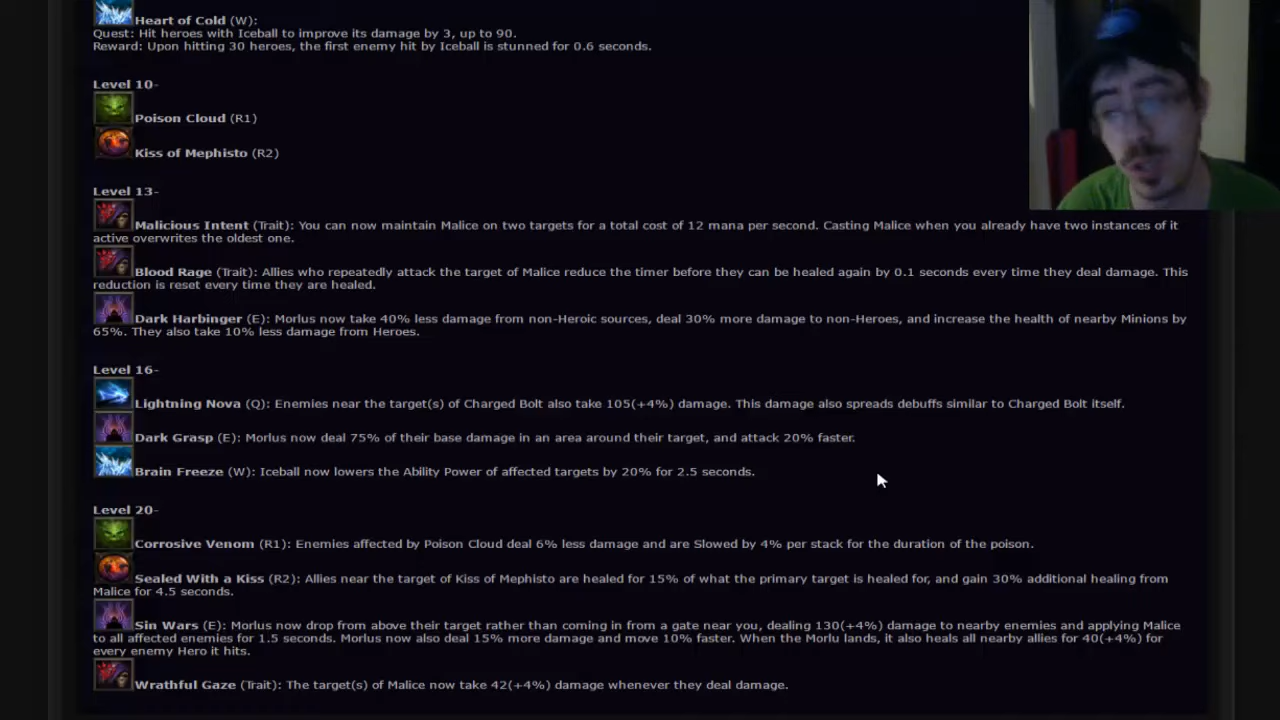 Heart of Cold (W):
Quest: Hit heroes with Iceball to improve its damage by 3, up to 90.
Reward: Upon hitting 30 heroes, the first enemy hit by Iceball is stunned for 0.6 seconds.
Level 10-
Poison Cloud (R1)
Kiss of Mephisto (R2)
Level 13-
Malicious Intent (Trait): You can now maintain Malice on two targets for a total cost of 12 mana per second. Casting Malice when you already have two instances of it
active overwrites the oldest one.
Blood Rage (Trait): Allies who repeatedly attack the target of Malice reduce the timer before they can be healed again by 0.1 seconds every time they deal damage. This
reduction is reset every time they are healed.
Dark Harbinger (E): Morlus now take 40% less damage from non-Heroic sources, deal 30% more damage to non-Heroes, and increase the health of nearby Minions by
65%. They also take 10% less damage from Heroes.
Level 16-
Lightning Nova (Q): Enemies near the target(s) of Charged Bolt also take 105(+4%) damage. This damage also spreads debuffs similar to Charged Bolt itself.
Dark Grasp (E): Morlus now deal 75% of their base damage in an area around their target, and attack 20% faster.
Brain Freeze (W): Iceball now lowers the Ability Power of affected targets by 20% for 2.5 seconds.
Level 20-
Corrosive Venom (R1): Enemies affected by Poison Cloud deal 6% less damage and are Slowed by 4% per stack for the duration of the poison.
Sealed With a Kiss (R2): Allies near the target of Kiss of Mephisto are healed for 15% of what the primary target is healed for, and gain 30% additional healing from
Malice for 4.5 seconds.
Sin Wars (E): Morlus now drop from above their target rather than coming in from a gate near you, dealing 130(+4%) damage to nearby enemies and applying Malice
to all affected enemies for 1.5 seconds. Morlus now also deal 15% more damage and move 10% faster. When the Morlu lands, it also heals all nearby allies for 40(+4%) for
every enemy Hero it hits.
Wrathful Gaze (Trait): The target(s) of Malice now take 42(+4%) damage whenever they deal damage.